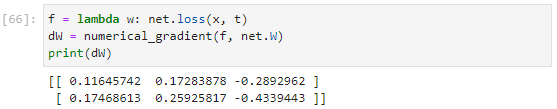 [66]: f = lambda w: net.loss(x, t)
dW = numerical_gradient(f, net.W)
print(dW)
[[ 0.11645742 0.17283878 -0.2892962 ]
[ 0.17468613 0.25925817 -0.4339443 ]]